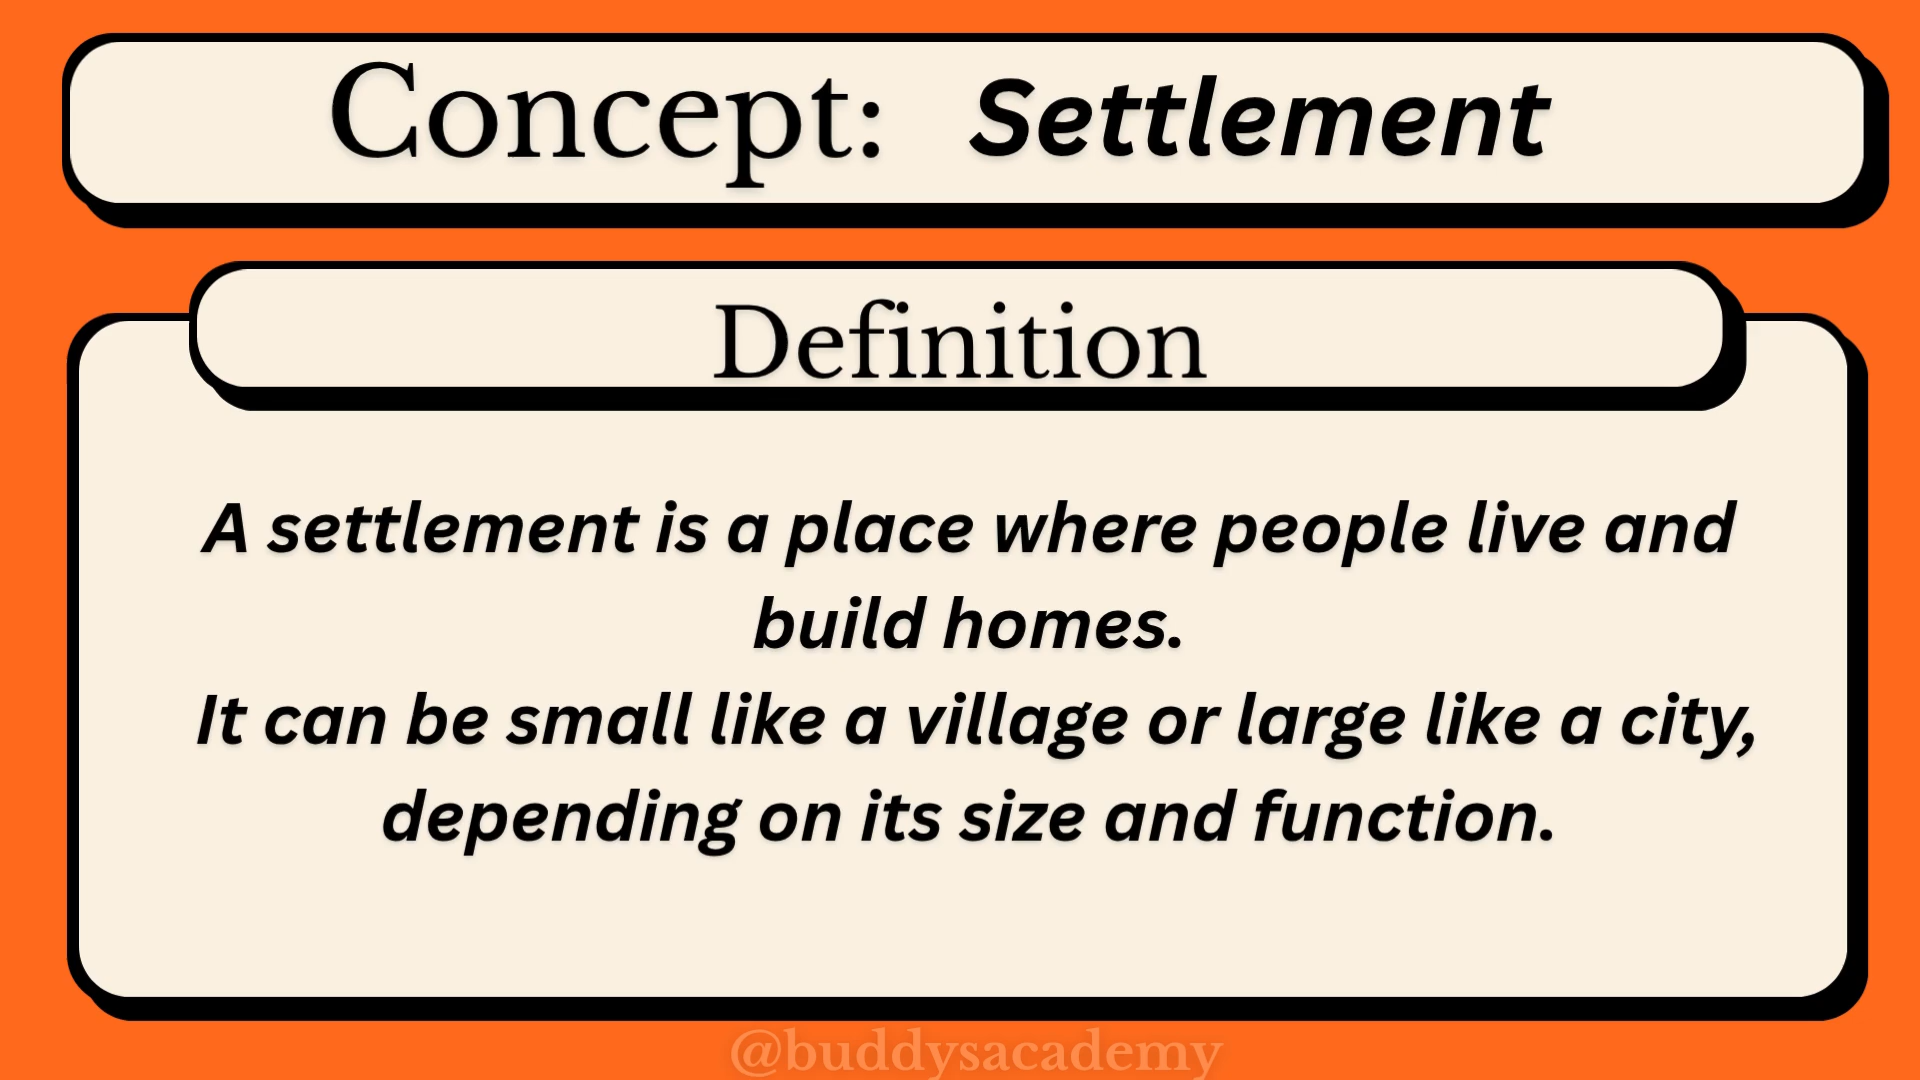 Concept: Settlement
Definition
A settlement is a place where people live and
build homes.
It can be small like a village or large like a city,
depending on its size and function.
@buddysacademy